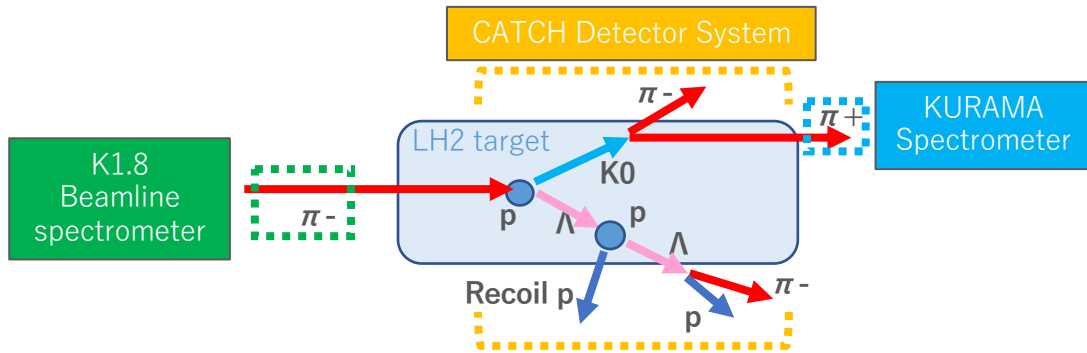 CATCH Detector System
π -
π +
KURAMA
Spectrometer
LH2 target
K1.8
Beamline
spectrometer
π -
K0
p
Λ
p
Λ
Recoil p
π -
p